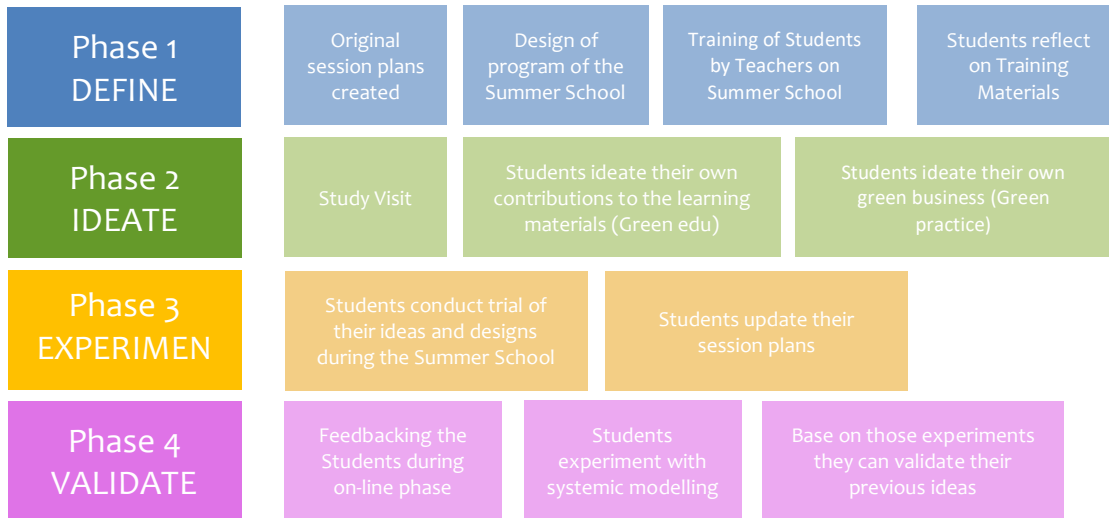 Phase 1
DEFINE
Original
session plans
created
Design of
program of the
Summer School
Training of Students
by Teachers on
Summer School
Students reflect
on Training
Materials
Phase 2
IDEATE
Study Visit
Students ideate their own
contributions to the learning
materials (Green edu)
Students ideate their own
green business (Green
practice)
Phase 3
EXPERIMEN
Students conduct trial of
their ideas and designs
during the Summer School
Students update their
session plans
Phase 4
VALIDATE
Feedbacking the
Students during
on-line phase
Students
experiment with
systemic modelling
Base on those experiments
they can validate their
previous ideas